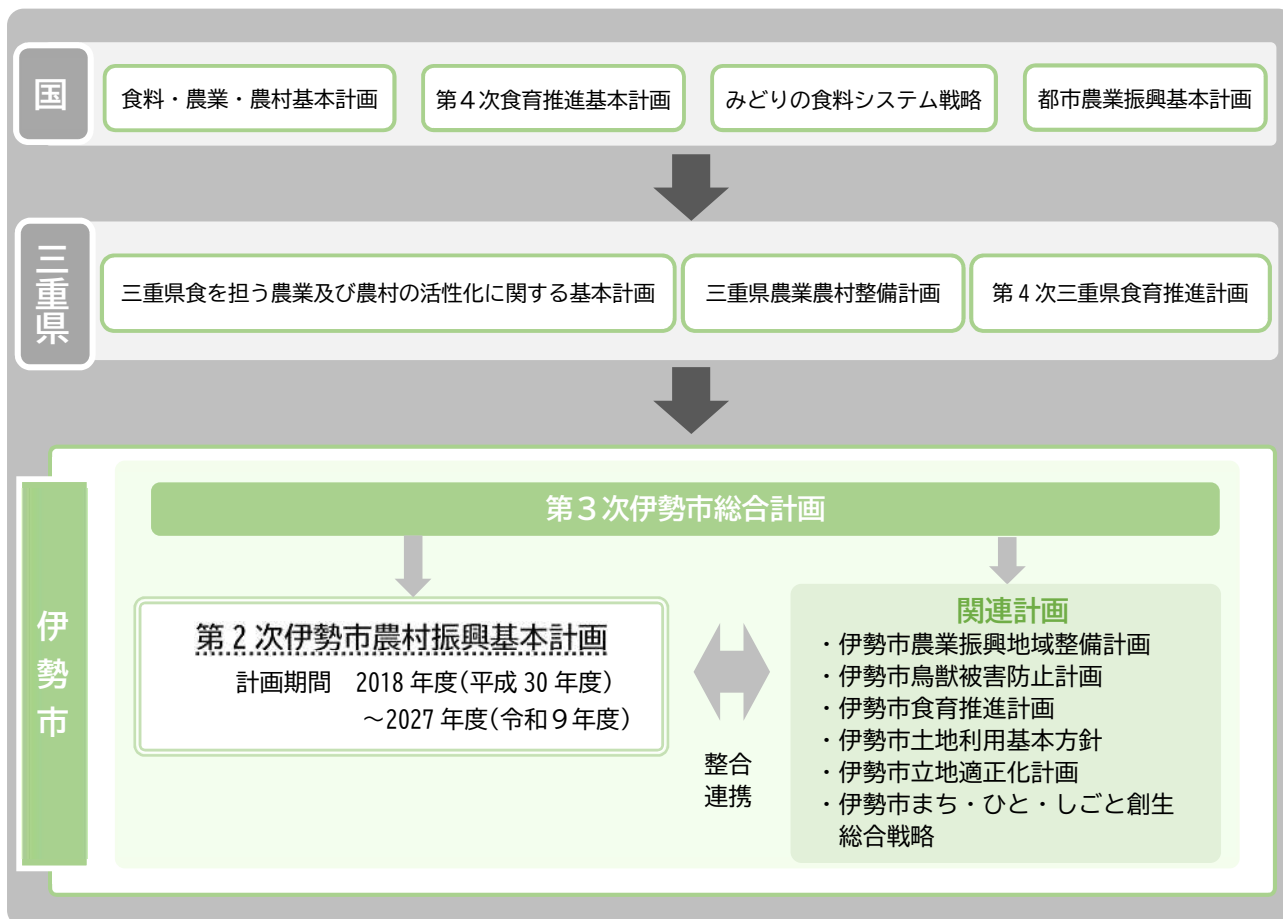 国
食料・農業・農村基本計画
第4次食育推進基本計画
みどりの食料システム戦略
都市農業振興基本計画
三重県
三重県食を担う農業及び農村の活性化に関する基本計画
三重県農業農村整備計画
第4次三重県食育推進計画
伊勢市
第3次伊勢市総合計画
第2次伊勢市農村振興基本計画
計画期間 2018年度(平成30年度)
~2027年度(令和9年度)
整合
連携
関連計画
・伊勢市農業振興地域整備計画
・伊勢市鳥獣被害防止計画
・伊勢市食育推進計画
・伊勢市土地利用基本方針
・伊勢市立地適正化計画
・伊勢市まち・ひと・しごと創生
総合戦略